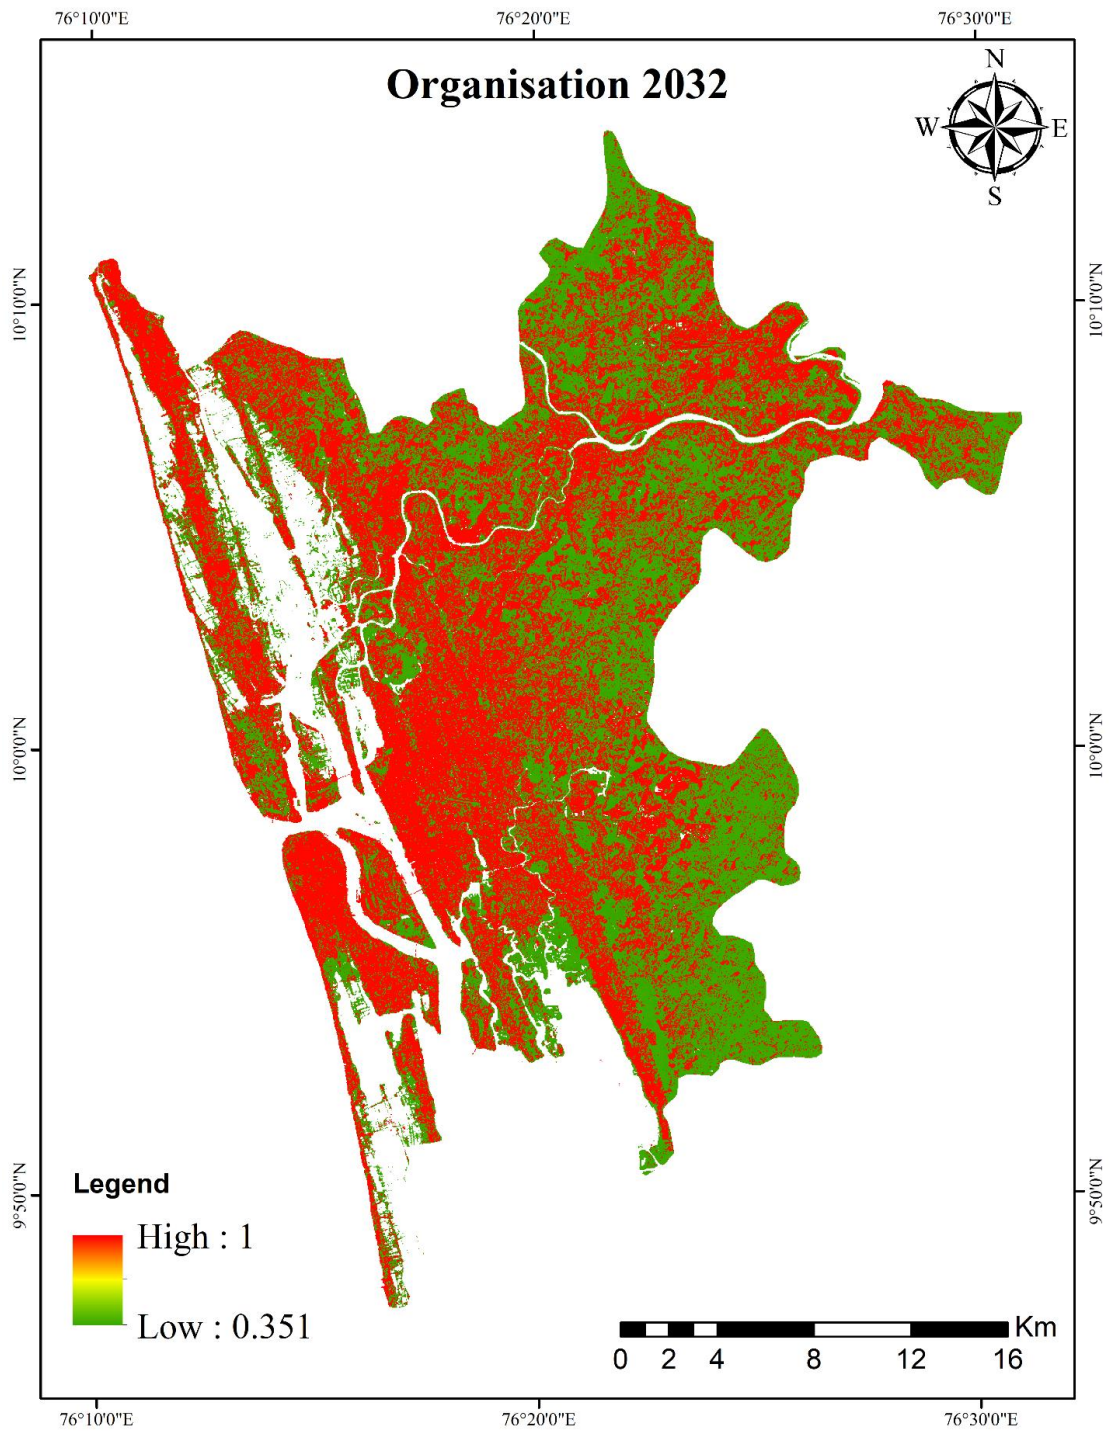 76°10'0"E 76°20'0"E 76°30'0"E
Organisation 2032
N
W E
S
10°10'0"N 10°10'0"N
10°0'0"N 10°0'0"N
9°50'0"N 9°50'0"N
Legend
High : 1
Low : 0.351
Km
0 2 4 8 12 16
76°10'0"E 76°20'0"E 76°30'0"E